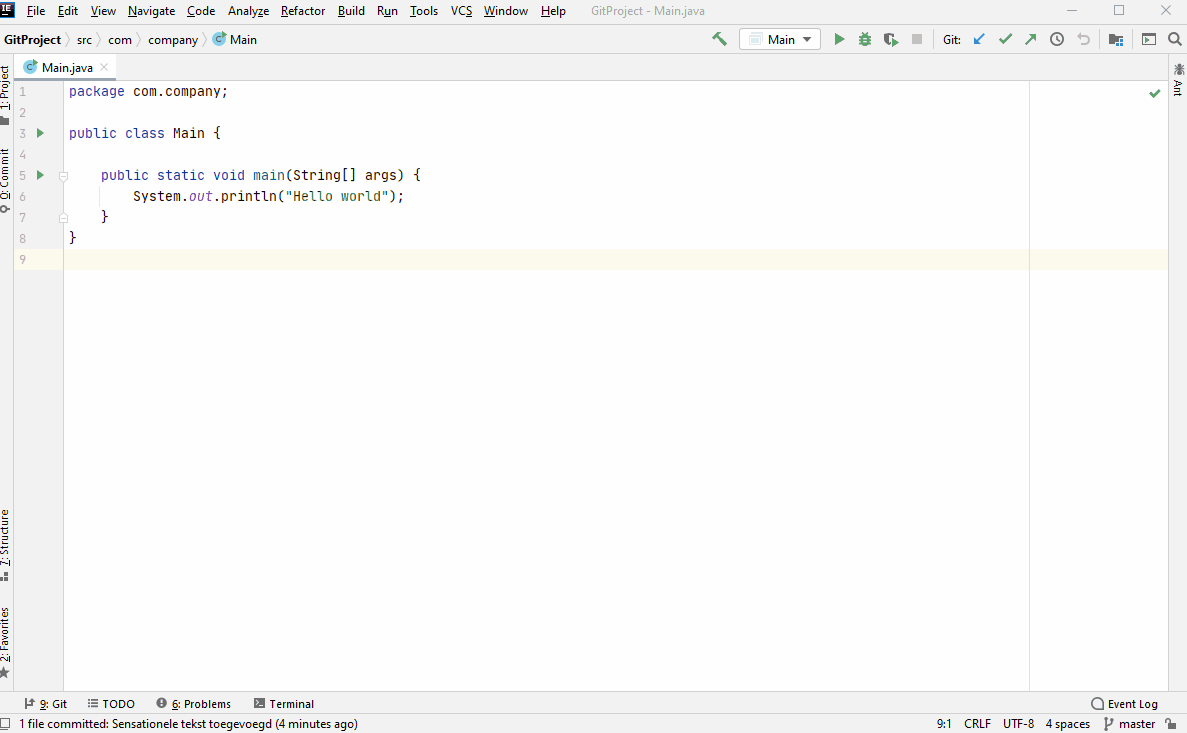 IE File Edit View Navigate Code Analyze Refactor Build Run Tools VCS Window Help GitProject - Main.java
GitProject src com company Main Main Git:
Main.java
1: Project
0: Commit
7: Structure
2: Favorites
Ant
1 package com.company;
2
3 public class Main {
4
5 public static void main(String[] args) {
6 System.out.println("Hello world");
7 }
8 }
9
9: Git TODO 6: Problems Terminal Event Log
1 file committed: Sensationele tekst toegevoegd (4 minutes ago) 9:1 CRLF UTF-8 4 spaces master